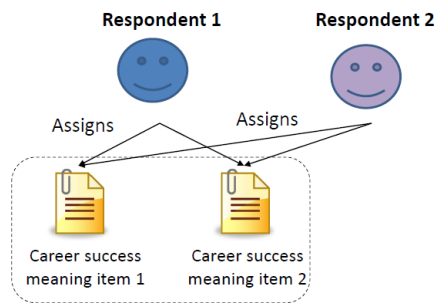 Respondent 1
Respondent 2
Assigns
Assigns
Career success
meaning item 1
Career success
meaning item 2